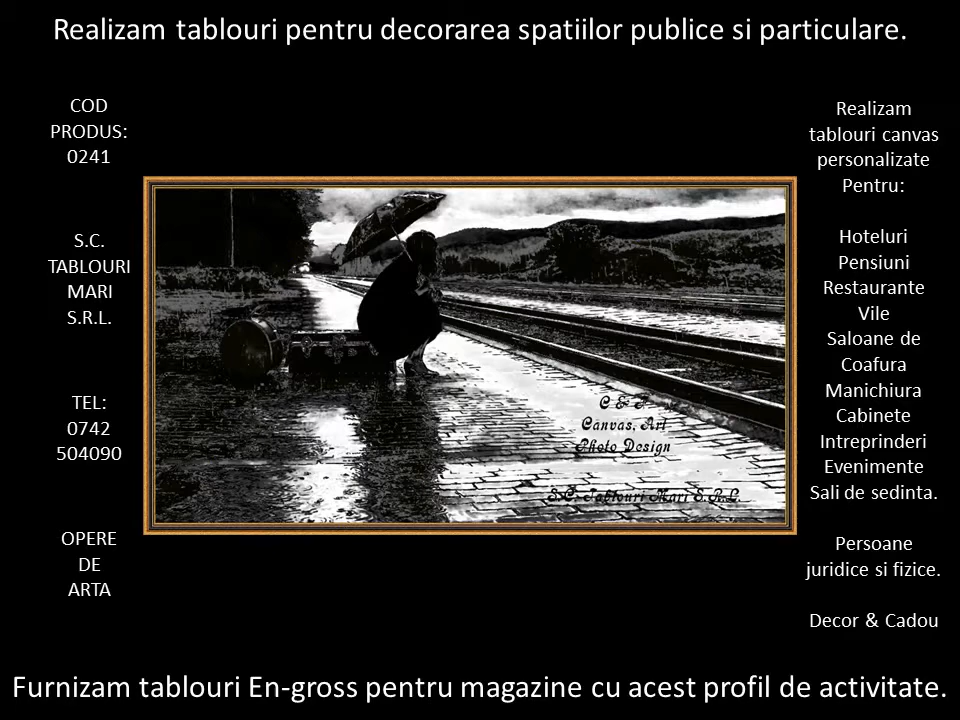 Realizam tablouri pentru decorarea spatiilor publice si particulare.
COD
PRODUS:
0241
S.C.
TABLOURI
MARI
S.R.L.
TEL:
0742
504090
OPERE
DE
ARTA
C & F
Canvas, Art
Photo Design
S.C. Tablouri Mari S.R.L.
Realizam
tablouri canvas
personalizate
Pentru:
Hoteluri
Pensiuni
Restaurante
Vile
Saloane de
Coafura
Manichiura
Cabinete
Intreprinderi
Evenimente
Sali de sedinta.
Persoane
juridice si fizice.
Decor & Cadou
Furnizam tablouri En-gross pentru magazine cu acest profil de activitate.